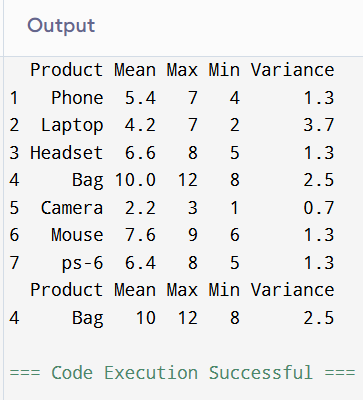 Output
Product Mean Max Min Variance
1 Phone 5.4 7 4 1.3
2 Laptop 4.2 7 2 3.7
3 Headset 6.6 8 5 1.3
4 Bag 10.0 12 8 2.5
5 Camera 2.2 3 1 0.7
6 Mouse 7.6 9 6 1.3
7 ps-6 6.4 8 5 1.3
Product Mean Max Min Variance
4 Bag 10 12 8 2.5
=== Code Execution Successful ===